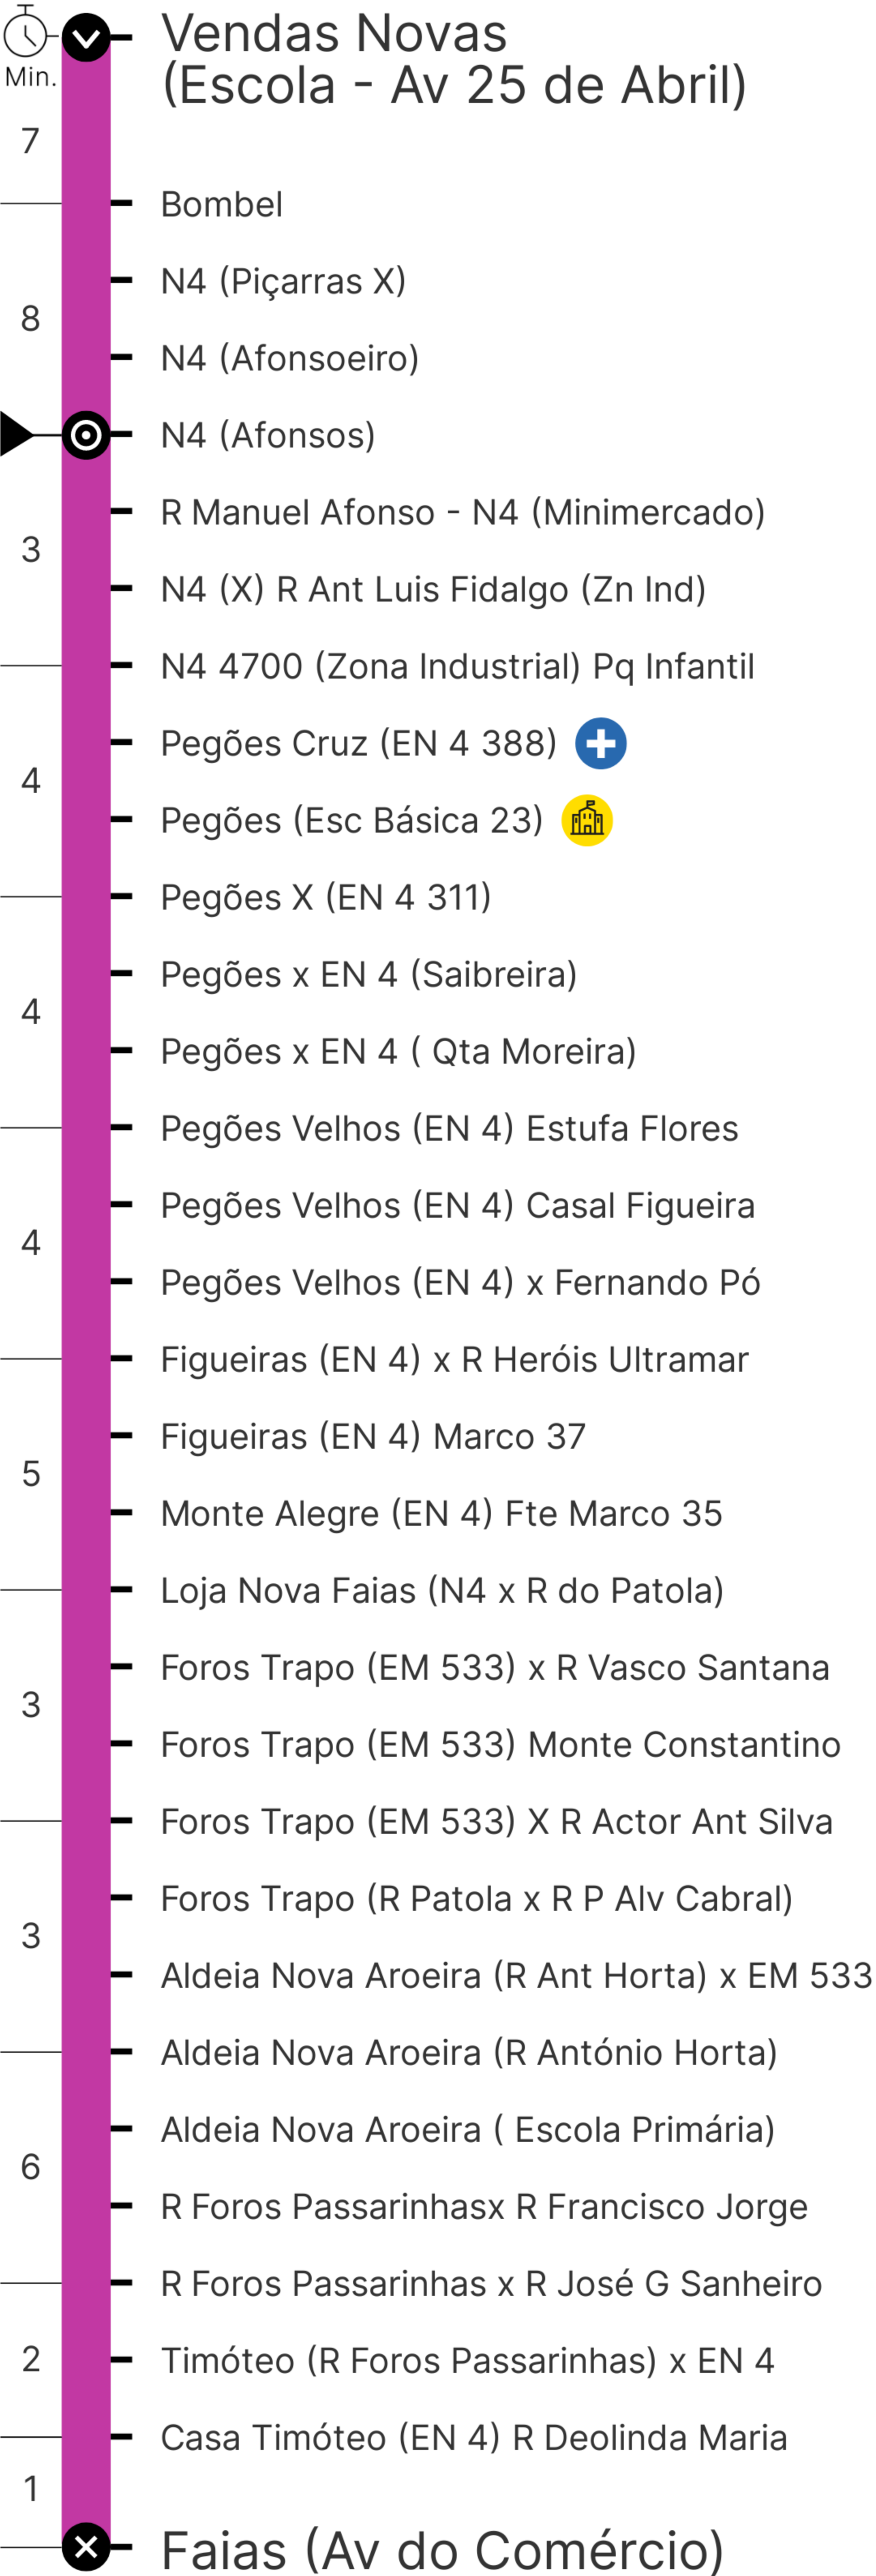 Vendas Novas
(Escola - Av 25 de Abril)
Min.
7
Bombel
N4 (Piçarras X)
8
N4 (Afonsoeiro)
N4 (Afonsos)
R Manuel Afonso - N4 (Minimercado)
3
N4 (X) R Ant Luis Fidalgo (Zn Ind)
N4 4700 (Zona Industrial) Pq Infantil
Pegões Cruz (EN 4 388)
4
Pegões (Esc Básica 23)
Pegões X (EN 4 311)
Pegões x EN 4 (Saibreira)
4
Pegões x EN 4 ( Qta Moreira)
Pegões Velhos (EN 4) Estufa Flores
Pegões Velhos (EN 4) Casal Figueira
4
Pegões Velhos (EN 4) x Fernando Pó
Figueiras (EN 4) x R Heróis Ultramar
Figueiras (EN 4) Marco 37
5
Monte Alegre (EN 4) Fte Marco 35
Loja Nova Faias (N4 x R do Patola)
Foros Trapo (EM 533) x R Vasco Santana
3
Foros Trapo (EM 533) Monte Constantino
Foros Trapo (EM 533) X R Actor Ant Silva
Foros Trapo (R Patola x R P Alv Cabral)
3
Aldeia Nova Aroeira (R Ant Horta) x EM 533
Aldeia Nova Aroeira (R António Horta)
Aldeia Nova Aroeira ( Escola Primária)
6
R Foros Passarinhasx R Francisco Jorge
R Foros Passarinhas x R José G Sanheiro
2
Timóteo (R Foros Passarinhas) x EN 4
Casa Timóteo (EN 4) R Deolinda Maria
1
Faias (Av do Comércio)